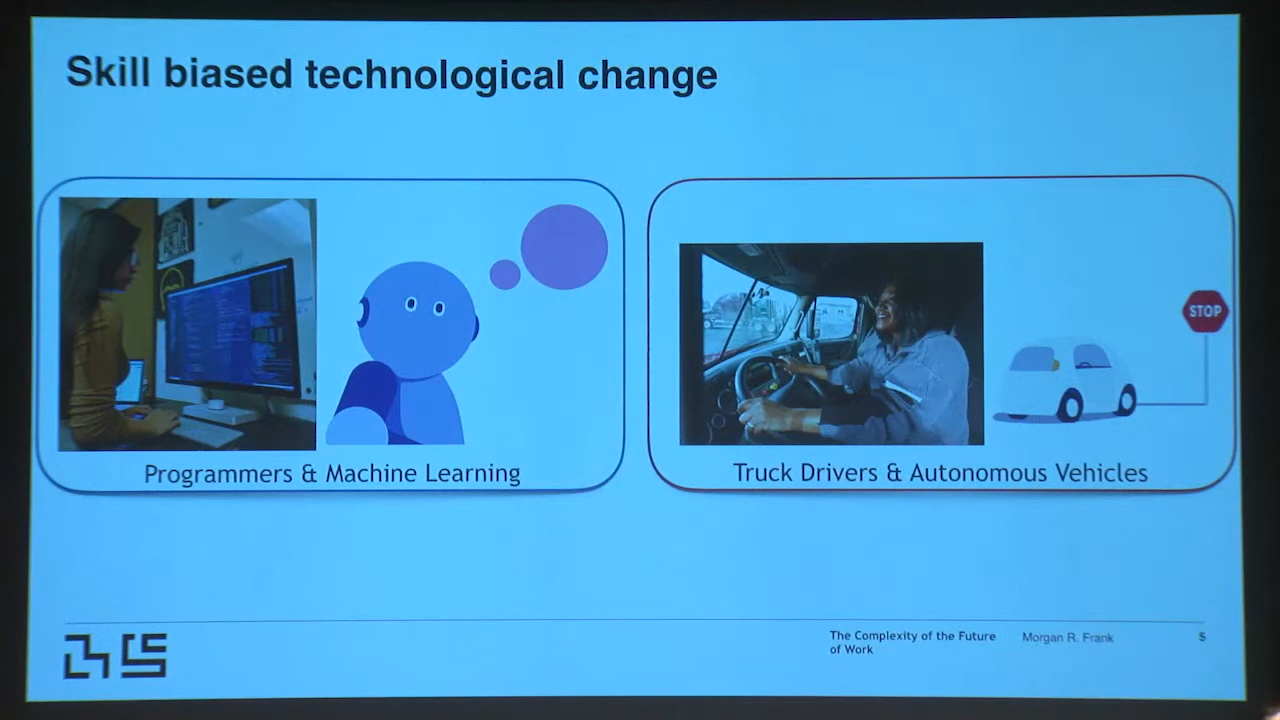 Skill biased technological change
Programmers & Machine Learning
STOP
Truck Drivers & Autonomous Vehicles
The Complexity of the Future
of Work
Morgan R. Frank
5